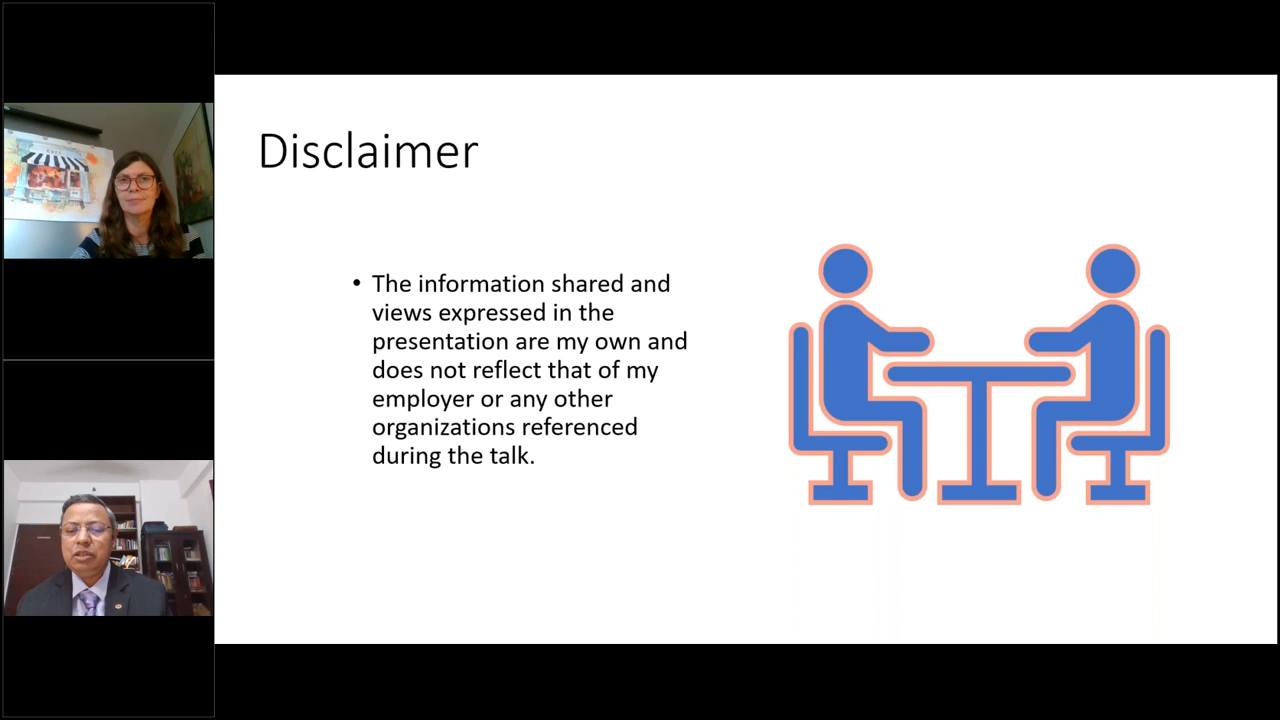 Disclaimer
• The information shared and
views expressed in the
presentation are my own and
does not reflect that of my
employer or any other
organizations referenced
during the talk.